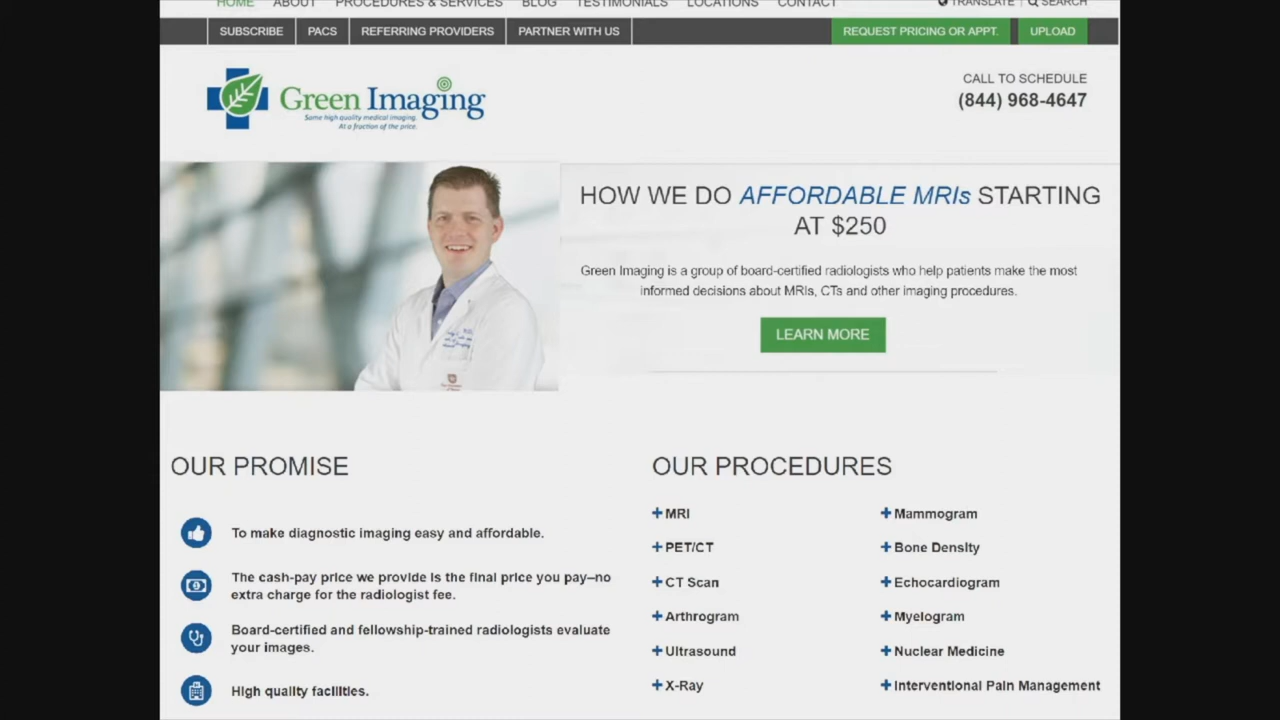 HOME ABOUT PROCEDURES & SERVICES BLOG TESTIMONIALS LOCATIONS CONTACT TRANSLATE SEARCH
SUBSCRIBE PACS REFERRING PROVIDERS PARTNER WITH US REQUEST PRICING OR APPT. UPLOAD
Green Imaging
Same high quality medical imaging.
At a fraction of the price.
CALL TO SCHEDULE
(844) 968-4647
HOW WE DO AFFORDABLE MRIs STARTING
AT $250
Green Imaging is a group of board-certified radiologists who help patients make the most
informed decisions about MRIs, CTs and other imaging procedures.
LEARN MORE
OUR PROMISE
To make diagnostic imaging easy and affordable.
The cash-pay price we provide is the final price you pay–no
extra charge for the radiologist fee.
Board-certified and fellowship-trained radiologists evaluate
your images.
High quality facilities.
OUR PROCEDURES
MRI
PET/CT
CT Scan
Arthrogram
Ultrasound
X-Ray
Mammogram
Bone Density
Echocardiogram
Myelogram
Nuclear Medicine
Interventional Pain Management